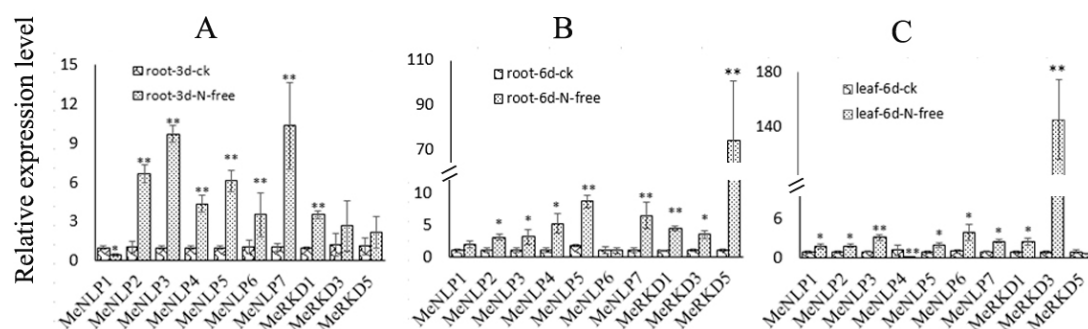 A
B
C
Relative expression level
15
12
9
6
3
0
root-3d-ck
root-3d-N-free
*
**
**
**
**
**
**
**
MeNLP1
MeNLP2
MeNLP3
MeNLP4
MeNLP5
MeNLP6
MeNLP7
MeRKD1
MeRKD3
MeRKD5
110
90
70
10
5
0
root-6d-ck
root-6d-N-free
*
*
*
**
**
**
*
**
MeNLP1
MeNLP2
MeNLP3
MeNLP4
MeNLP5
MeNLP6
MeNLP7
MeRKD1
MeRKD3
MeRKD5
180
140
6
0
leaf-6d-ck
leaf-6d-N-free
*
*
**
**
*
*
*
*
**
MeNLP1
MeNLP2
MeNLP3
MeNLP4
MeNLP5
MeNLP6
MeNLP7
MeRKD1
MeRKD3
MeRKD5